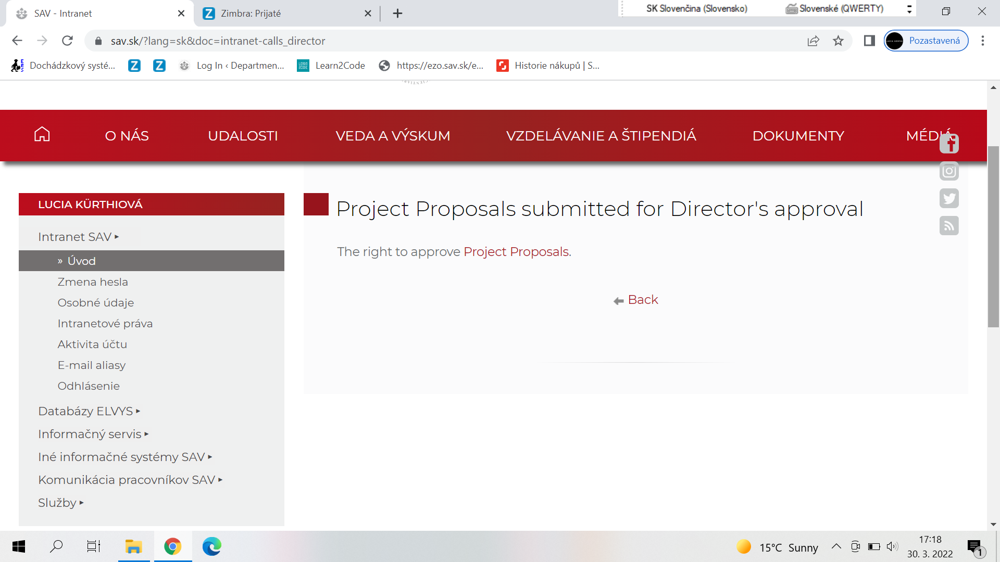 SAV - Intranet
Zimbra: Prijaté
SK Slovenčina (Slovensko)
Slovenské (QWERTY)
sav.sk/?lang=sk&doc=intranet-calls_director
Pozastavená
Dochádzkový systé...
Log In ‹ Departmen...
Learn2Code
https://ezo.sav.sk/e...
Historie nákupů | S...
O NÁS
UDALOSTI
VEDA A VÝSKUM
VZDELÁVANIE A ŠTIPENDIÁ
DOKUMENTY
MÉDIÁ
LUCIA KÜRTHIOVÁ
Intranet SAV
» Úvod
Zmena hesla
Osobné údaje
Intranetové práva
Aktivita účtu
E-mail aliasy
Odhlásenie
Databázy ELVYS
Informačný servis
Iné informačné systémy SAV
Komunikácia pracovníkov SAV
Služby
Project Proposals submitted for Director's approval
The right to approve Project Proposals.
Back
15°C Sunny
17:18
30. 3. 2022
1